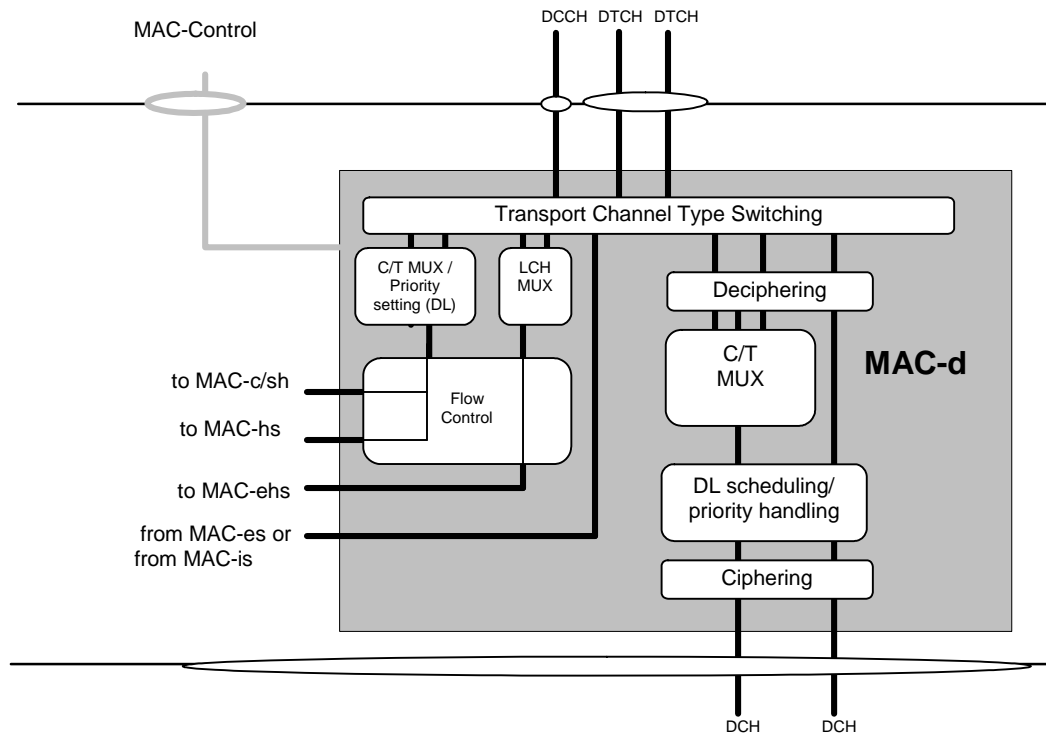 DCCH DTCH DTCH
MAC-Control
Transport Channel Type Switching
C/T MUX /
Priority
setting (DL)
LCH
MUX
Deciphering
C/T
MUX
MAC-d
to MAC-c/sh
Flow
Control
to MAC-hs
to MAC-ehs
DL scheduling/
priority handling
from MAC-es or
from MAC-is
Ciphering
DCH DCH